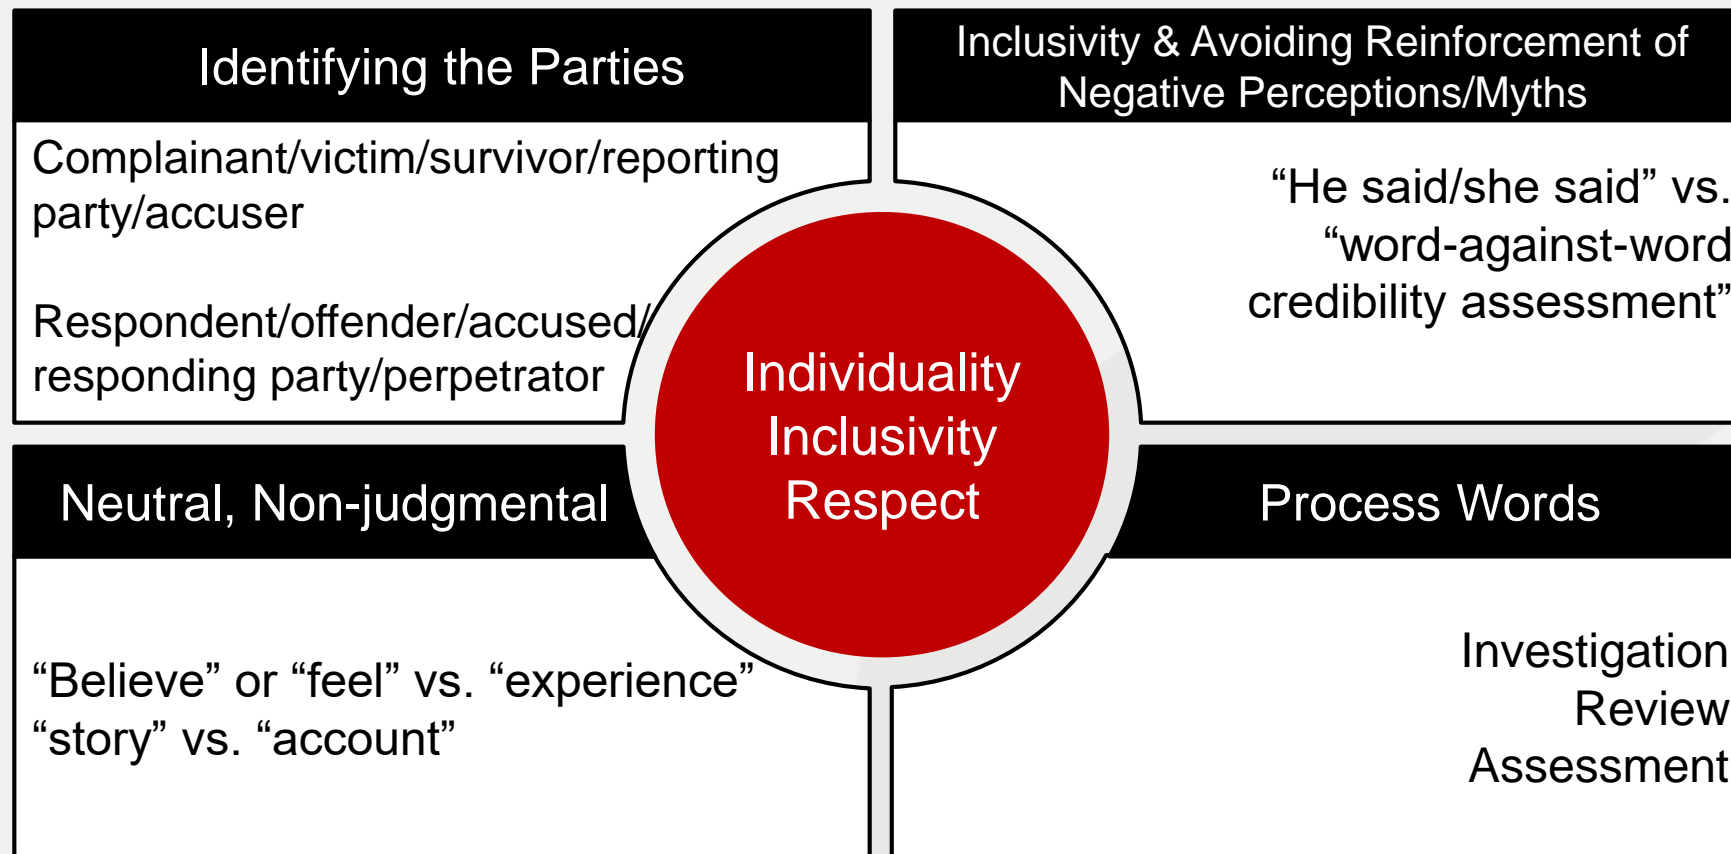 Identifying the Parties
Complainant/victim/survivor/reporting
party/accuser
Respondent/offender/accused/
responding party/perpetrator
Inclusivity & Avoiding Reinforcement of
Negative Perceptions/Myths
“He said/she said” vs.
“word-against-word
credibility assessment”
Individuality
Inclusivity
Respect
Neutral, Non-judgmental
“Believe” or “feel” vs. “experience”
“story” vs. “account”
Process Words
Investigation
Review
Assessment